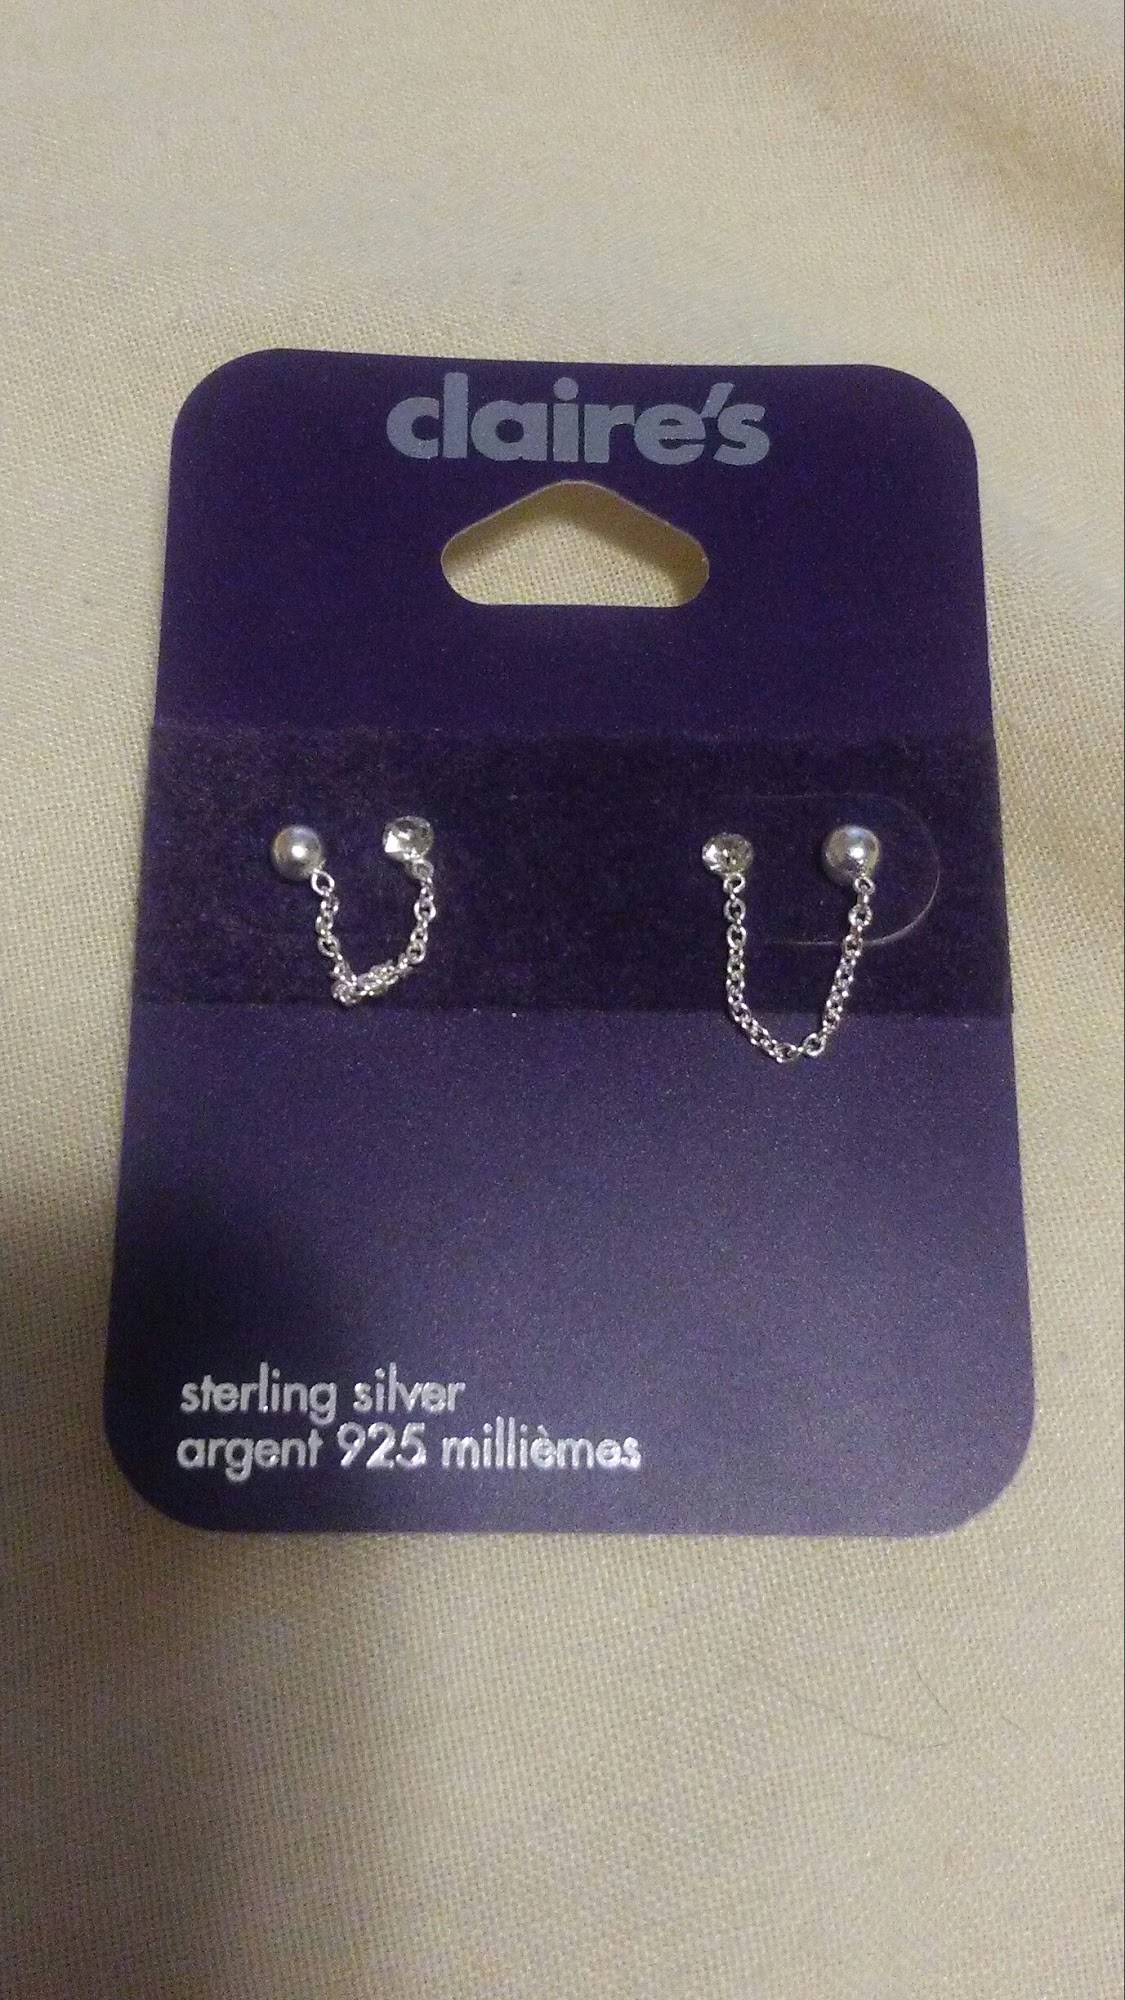 claire's
sterling silver
argent 925 millièmes